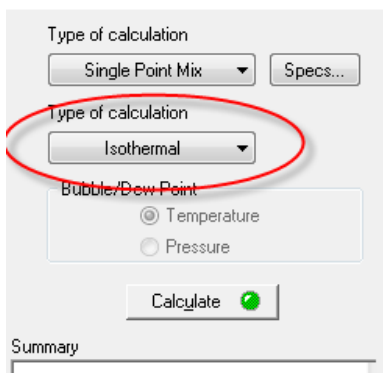 Type of calculation
Single Point Mix Specs...
Type of calculation
Isothermal
Bubble/Dew Point
Temperature
Pressure
Calculate
Summary